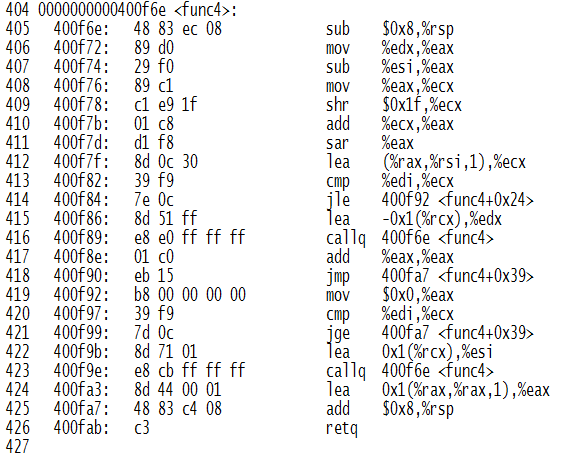 404 0000000000400f6e <func4>:
405 400f6e: 48 83 ec 08 sub $0x8,%rsp
406 400f72: 89 d0 mov %edx,%eax
407 400f74: 29 f0 sub %esi,%eax
408 400f76: 89 c1 mov %eax,%ecx
409 400f78: c1 e9 1f shr $0x1f,%ecx
410 400f7b: 01 c8 add %ecx,%eax
411 400f7d: d1 f8 sar %eax
412 400f7f: 8d 0c 30 lea (%rax,%rsi,1),%ecx
413 400f82: 39 f9 cmp %edi,%ecx
414 400f84: 7e 0c jle 400f92 <func4+0x24>
415 400f86: 8d 51 ff lea -0x1(%rcx),%edx
416 400f89: e8 e0 ff ff ff callq 400f6e <func4>
417 400f8e: 01 c0 add %eax,%eax
418 400f90: eb 15 jmp 400fa7 <func4+0x39>
419 400f92: b8 00 00 00 00 mov $0x0,%eax
420 400f97: 39 f9 cmp %edi,%ecx
421 400f99: 7d 0c jge 400fa7 <func4+0x39>
422 400f9b: 8d 71 01 lea 0x1(%rcx),%esi
423 400f9e: e8 cb ff ff ff callq 400f6e <func4>
424 400fa3: 8d 44 00 01 lea 0x1(%rax,%rax,1),%eax
425 400fa7: 48 83 c4 08 add $0x8,%rsp
426 400fab: c3 retq
427